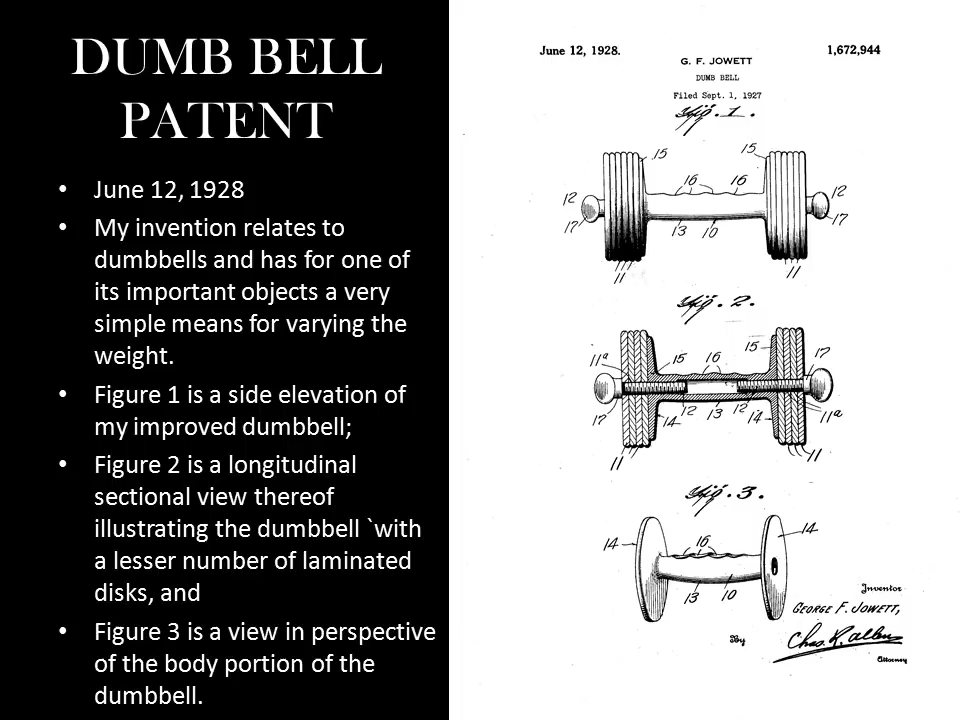 DUMB BELL
PATENT
• June 12, 1928
• My invention relates to
dumbbells and has for one of
its important objects a very
simple means for varying the
weight.
• Figure 1 is a side elevation of
my improved dumbbell;
• Figure 2 is a longitudinal
sectional view thereof
illustrating the dumbbell `with
a lesser number of laminated
disks, and
• Figure 3 is a view in perspective
of the body portion of the
dumbbell.
June 12, 1928.
1,672,944
G. F. JOWETT
DUMB BELL
Filed Sept. 1, 1927
Fig. 1.
15 15
16 16
12 12
17 17
13 10
11 11
Fig. 2.
11a 15 16 15 17
17 14 12 13 12 14 11a
11 11
Fig. 3.
14 16 14
13 10
Inventor
GEORGE F. JOWETT,
By Chas. R. Allen
Attorney